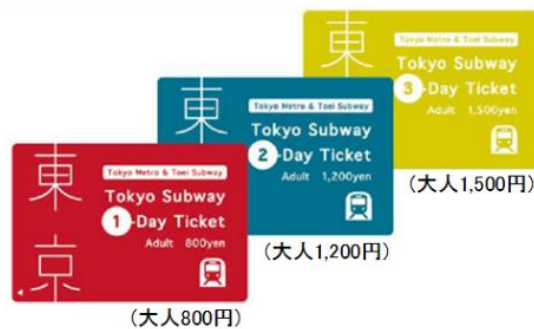 東
京
Tokyo Metro & Toei Subway
Tokyo Subway
1-Day Ticket
Adult 800yen
(大人800円)
東
Tokyo Metro & Toei Subway
Tokyo Subway
2-Day Ticket
Adult 1,200yen
(大人1,200円)
東
Tokyo Metro & Toei Subway
Tokyo Subway
3-Day Ticket
Adult 1,500yen
(大人1,500円)